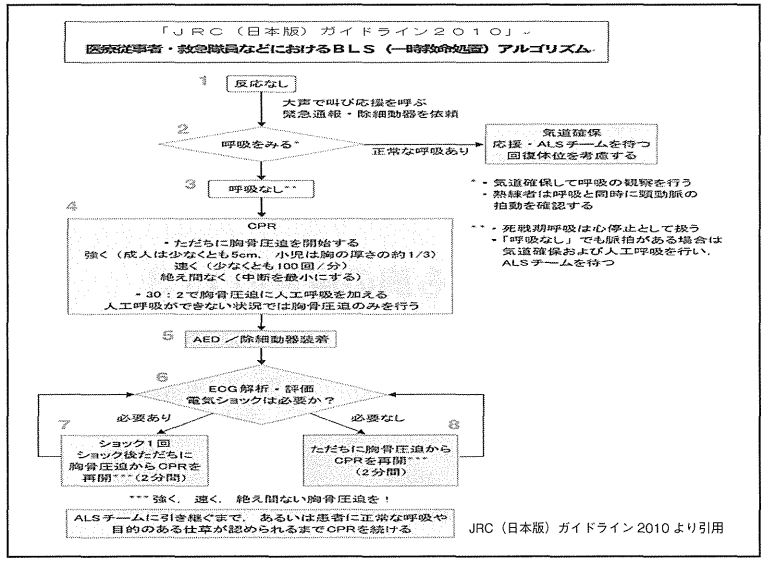 「JRC（日本版）ガイドライン2010」
医療従事者・救急隊員などにおけるBLS（一時救命処置）アルゴリズム
1
反応なし
大声で叫び応援を呼ぶ
緊急通報・除細動器を依頼
2
呼吸をみる*
正常な呼吸あり
気道確保
応援・ALSチームを待つ
回復体位を考慮する
3
呼吸なし**
*・気道確保して呼吸の観察を行う
・熟練者は呼吸と同時に頸動脈の
拍動を確認する
**・死戦期呼吸は心停止として扱う
・「呼吸なし」でも脈拍がある場合は
気道確保および人工呼吸を行い、
ALSチームを待つ
4
CPR
・ただちに胸骨圧迫を開始する
強く（成人は少なくとも5cm、小児は胸の厚さの約1/3）
速く（少なくとも100回/分）
絶え間なく（中断を最小にする）
・30：2で胸骨圧迫に人工呼吸を加える
人工呼吸ができない状況では胸骨圧迫のみを行う
5
AED／除細動器装着
6
ECG解析・評価
電気ショックは必要か？
必要あり
必要なし
7
ショック1回
ショック後ただちに
胸骨圧迫からCPRを
再開***（2分間）
8
ただちに胸骨圧迫から
CPRを再開***
（2分間）
***強く、速く、絶え間ない胸骨圧迫を！
ALSチームに引き継ぐまで、あるいは患者に正常な呼吸や
目的のある仕草が認められるまでCPRを続ける
JRC（日本版）ガイドライン2010より引用